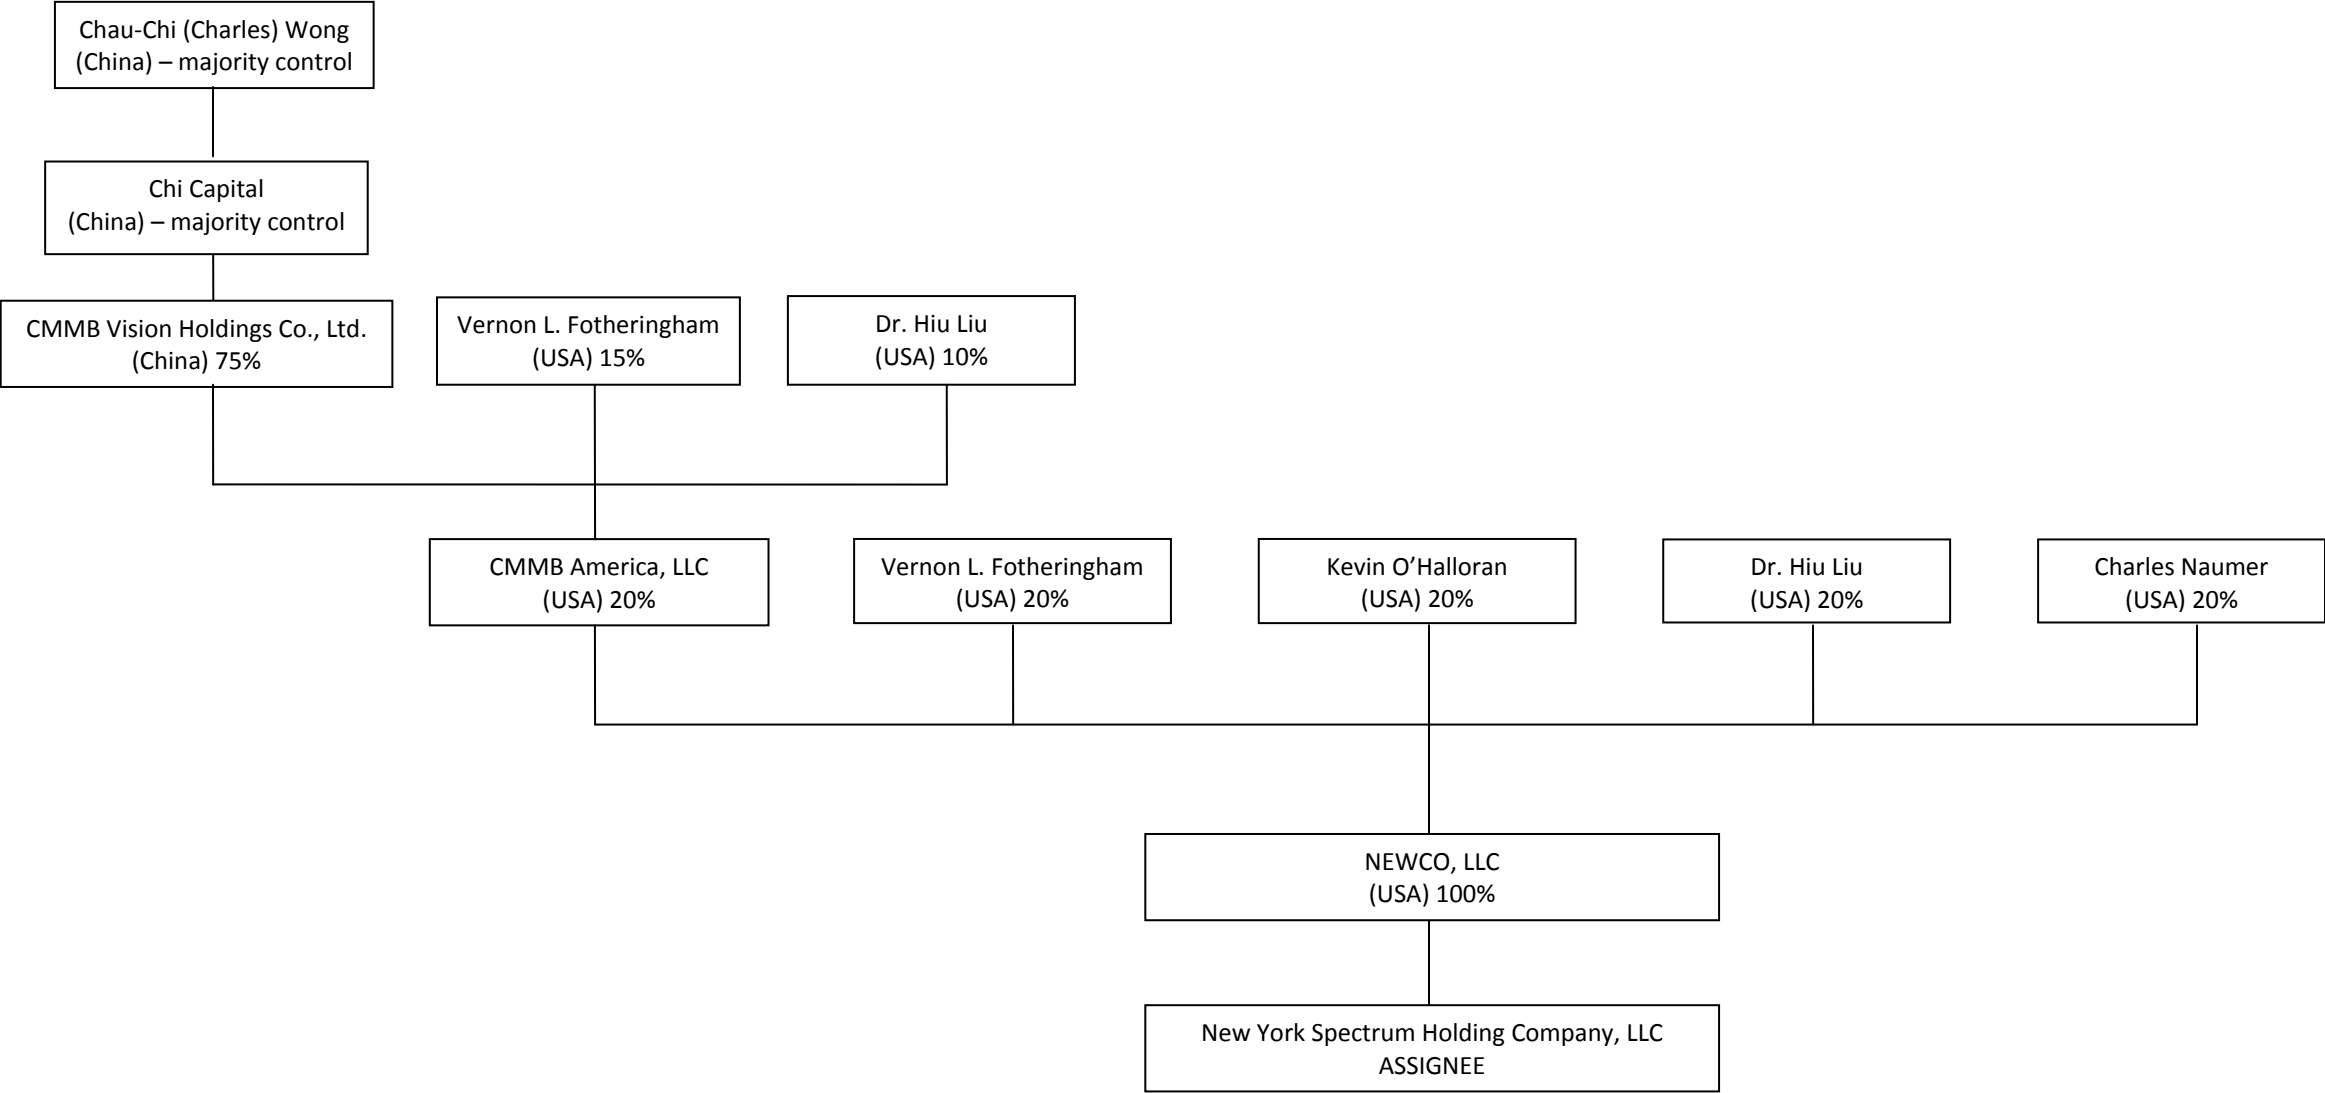 Chau-Chi (Charles) Wong
(China) – majority control
Chi Capital
(China) – majority control
CMMB Vision Holdings Co., Ltd.
(China) 75%
Vernon L. Fotheringham
(USA) 15%
Dr. Hiu Liu
(USA) 10%
CMMB America, LLC
(USA) 20%
Vernon L. Fotheringham
(USA) 20%
Kevin O’Halloran
(USA) 20%
Dr. Hiu Liu
(USA) 20%
Charles Naumer
(USA) 20%
NEWCO, LLC
(USA) 100%
New York Spectrum Holding Company, LLC
ASSIGNEE